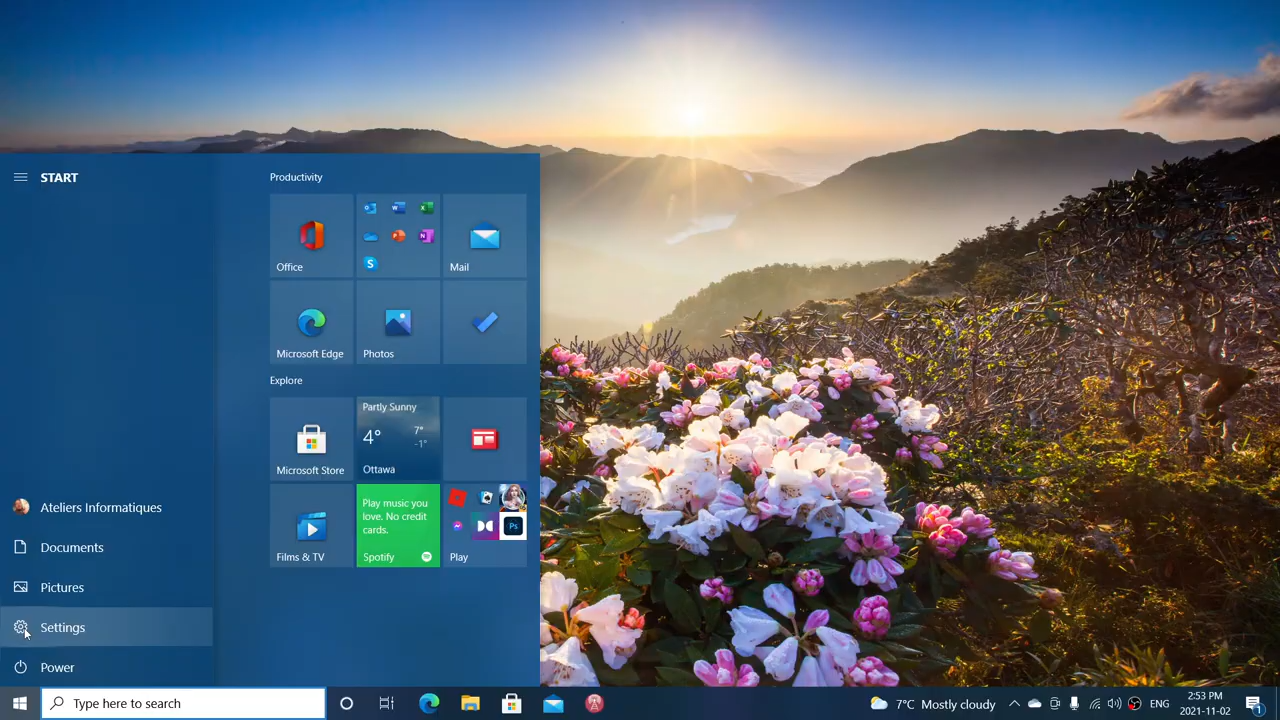 START
Productivity
Office
Mail
Microsoft Edge
Photos
Explore
Microsoft Store
Partly Sunny
4°
7°
-1°
Ottawa
Films & TV
Play music you
love. No credit
cards.
Spotify
Ps
Play
Ateliers Informatiques
Documents
Pictures
Settings
Power
Type here to search
7°C Mostly cloudy
ENG
2:53 PM
2021-11-02
1